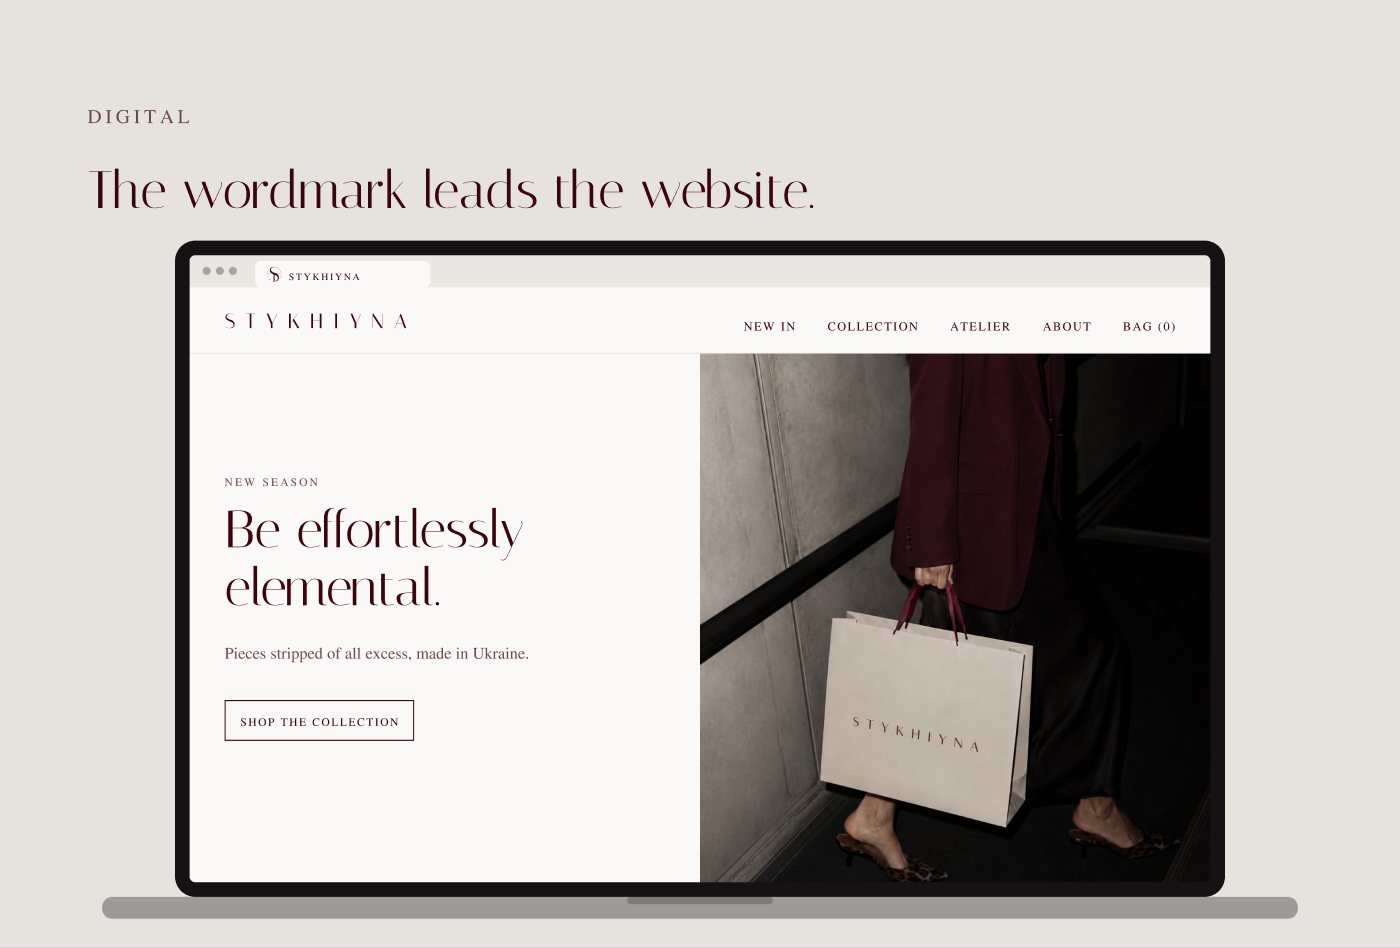 DIGITAL
The wordmark leads the website.
STYKHIYNA
STYKHIYNA
NEW IN COLLECTION ATELIER ABOUT BAG (0)
NEW SEASON
Be effortlessly
elemental.
Pieces stripped of all excess, made in Ukraine.
SHOP THE COLLECTION
STYKHIYNA